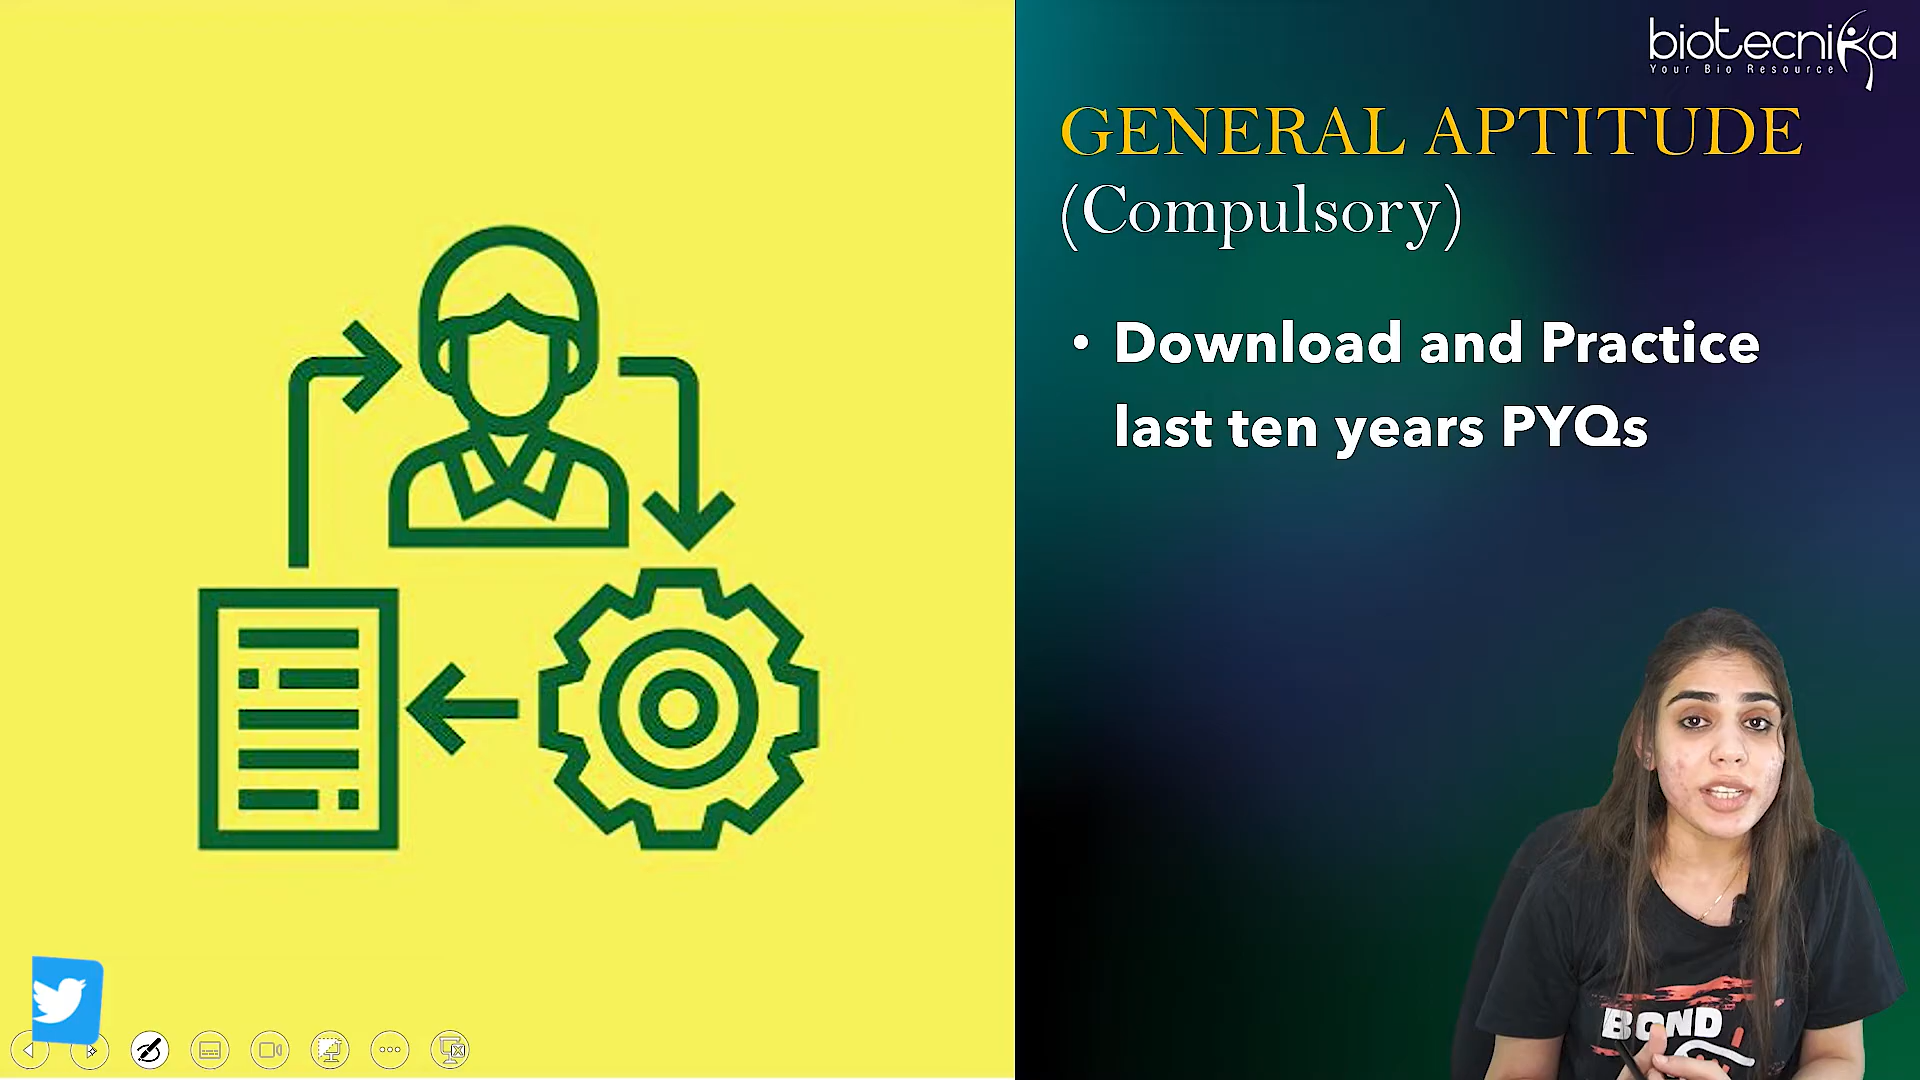 biotecnika
Your Bio Resource
GENERAL APTITUDE
(Compulsory)
• Download and Practice
last ten years PYQs
BOND